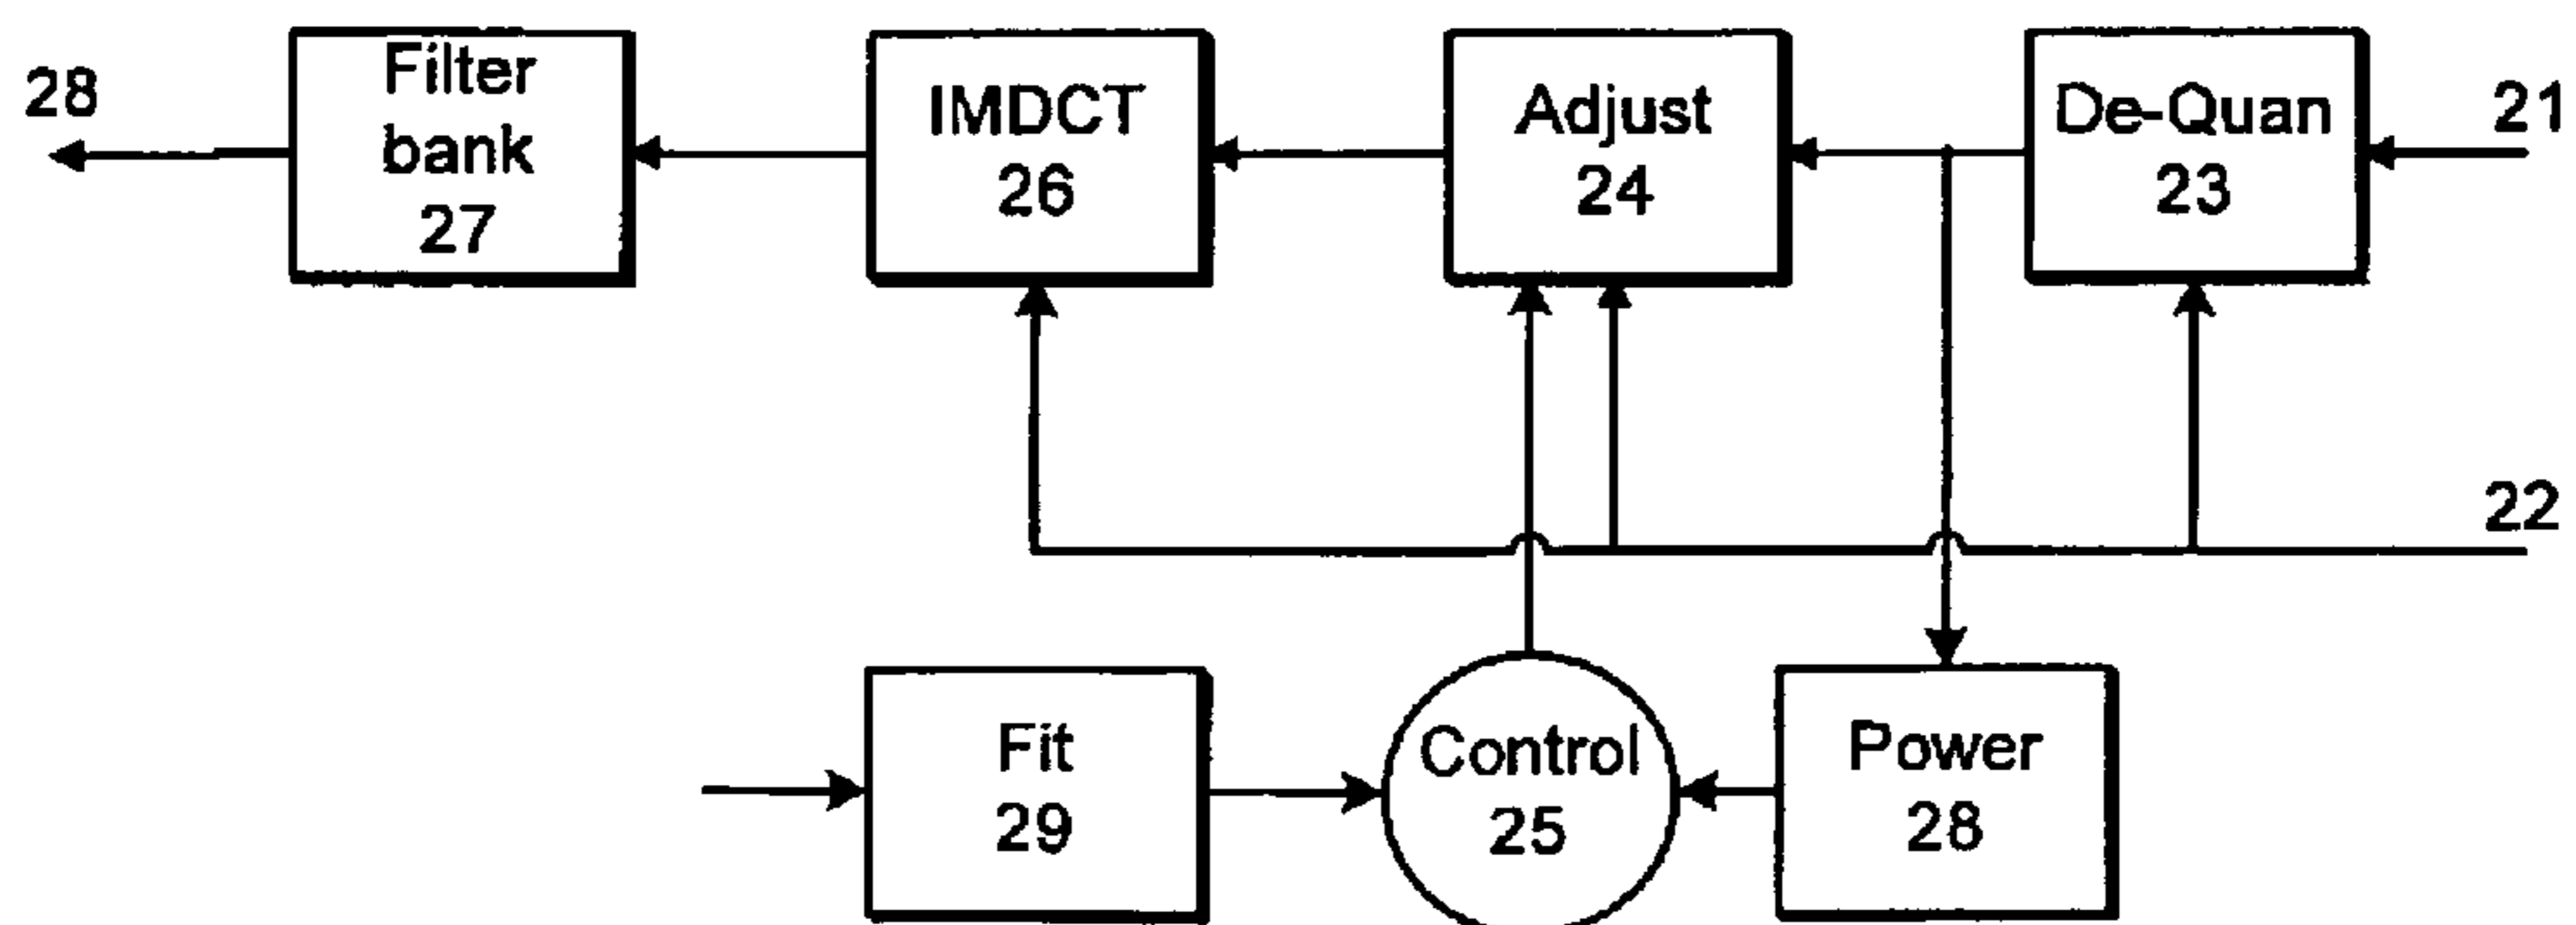 28
Filter
bank
27
IMDCT
26
Adjust
24
De-Quan
23
21
22
Fit
29
Control
25
Power
28